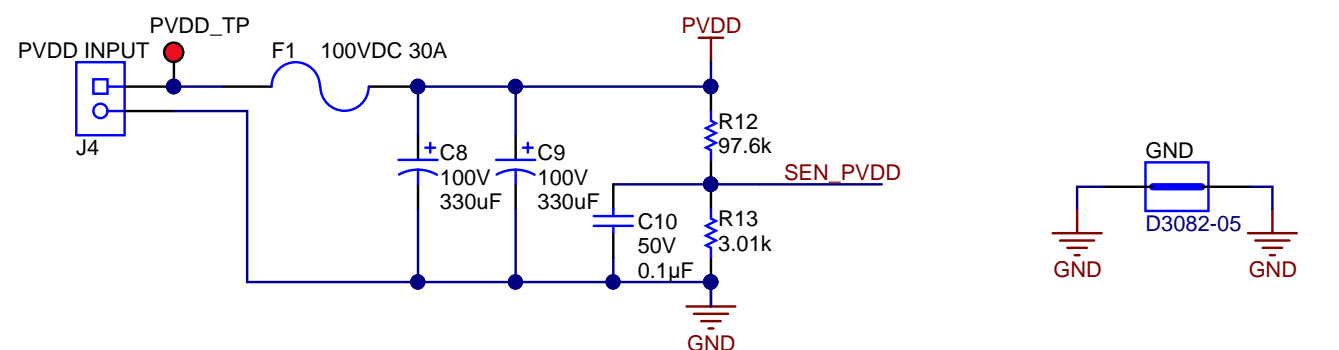 PVDD_TP
PVDD INPUT
F1
100VDC 30A
J4
PVDD
C8
100V
330uF
C9
100V
330uF
R12
97.6k
SEN_PVDD
C10
50V
0.1µF
R13
3.01k
GND
GND
D3082-05
GND
GND